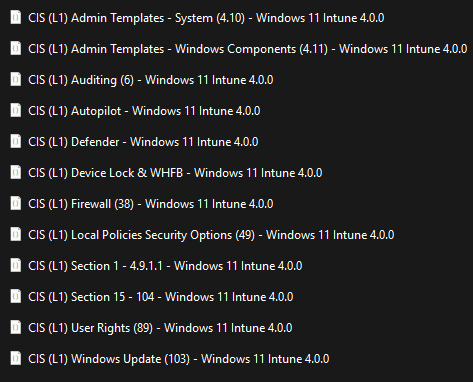 CIS (L1) Admin Templates - System (4.10) - Windows 11 Intune 4.0.0
CIS (L1) Admin Templates - Windows Components (4.11) - Windows 11 Intune 4.0.0
CIS (L1) Auditing (6) - Windows 11 Intune 4.0.0
CIS (L1) Autopilot - Windows 11 Intune 4.0.0
CIS (L1) Defender - Windows 11 Intune 4.0.0
CIS (L1) Device Lock & WHFB - Windows 11 Intune 4.0.0
CIS (L1) Firewall (38) - Windows 11 Intune 4.0.0
CIS (L1) Local Policies Security Options (49) - Windows 11 Intune 4.0.0
CIS (L1) Section 1 - 4.9.1.1 - Windows 11 Intune 4.0.0
CIS (L1) Section 15 - 104 - Windows 11 Intune 4.0.0
CIS (L1) User Rights (89) - Windows 11 Intune 4.0.0
CIS (L1) Windows Update (103) - Windows 11 Intune 4.0.0